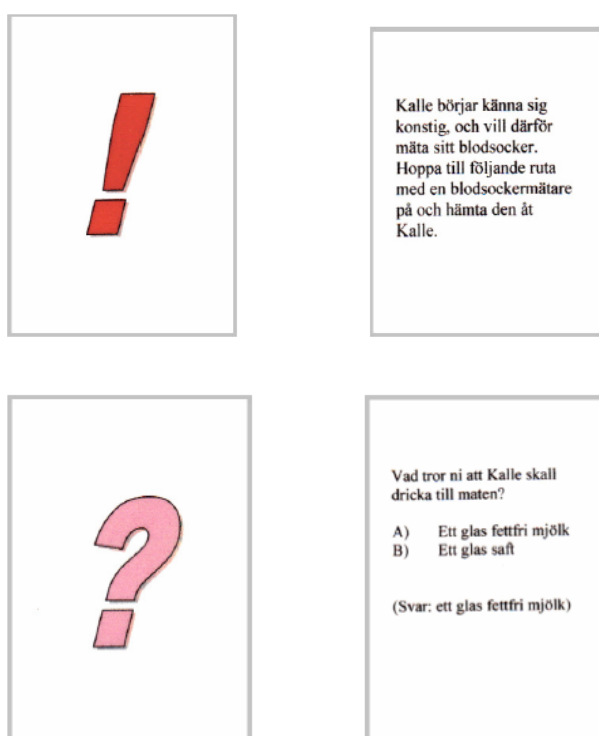 !
Kalle börjar känna sig
konstig, och vill därför
mäta sitt blodsocker.
Hoppa till följande ruta
med en blodsockermätare
på och hämta den åt
Kalle.
?
Vad tror ni att Kalle skall
dricka till maten?
A) Ett glas fettfri mjölk
B) Ett glas saft
(Svar: ett glas fettfri mjölk)